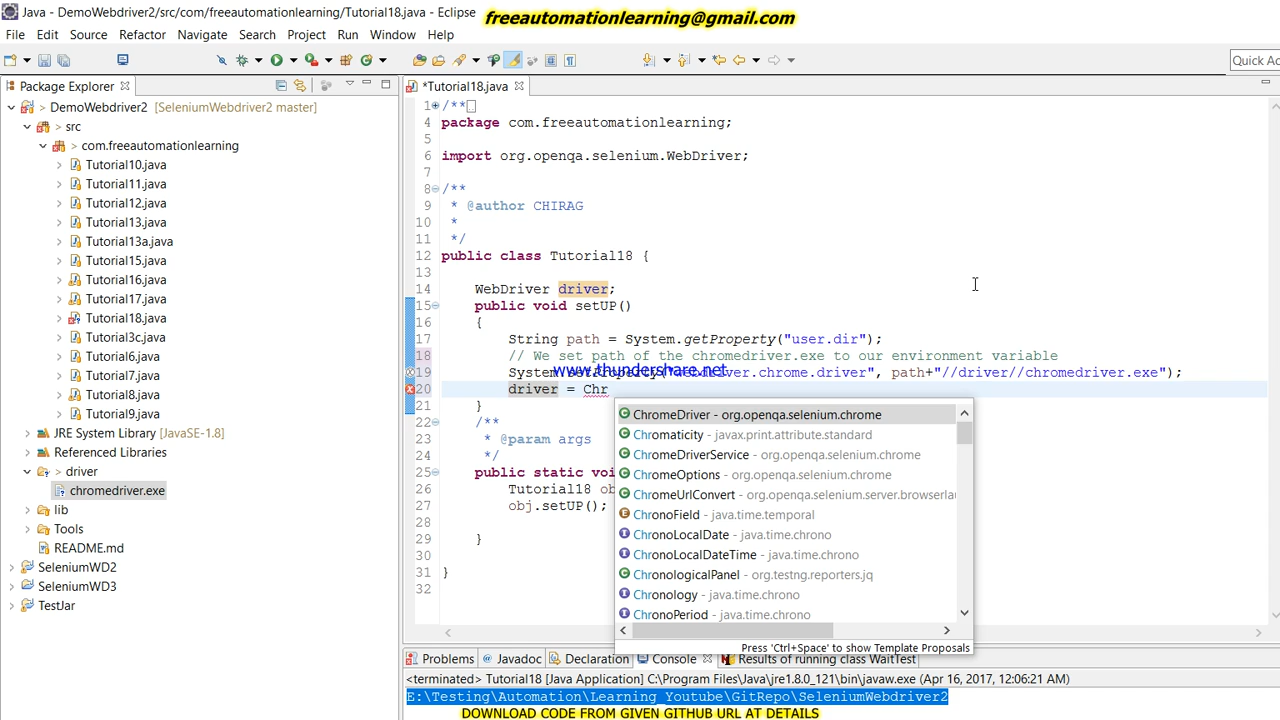 Java - DemoWebdriver2/src/com/freeautomationlearning/Tutorial18.java - Eclipse
freeautomationlearning@gmail.com
File Edit Source Refactor Navigate Search Project Run Window Help
Quick Ac
Package Explorer
DemoWebdriver2 [SeleniumWebdriver2 master]
src
com.freeautomationlearning
Tutorial10.java
Tutorial11.java
Tutorial12.java
Tutorial13.java
Tutorial13a.java
Tutorial15.java
Tutorial16.java
Tutorial17.java
Tutorial18.java
Tutorial3c.java
Tutorial6.java
Tutorial7.java
Tutorial8.java
Tutorial9.java
JRE System Library [JavaSE-1.8]
Referenced Libraries
driver
chromedriver.exe
lib
Tools
README.md
SeleniumWD2
SeleniumWD3
TestJar
*Tutorial18.java
1 /**
4 package com.freeautomationlearning;
5
6 import org.openqa.selenium.WebDriver;
7
8 /**
9 * @author CHIRAG
10 *
11 */
12 public class Tutorial18 {
13
14 WebDriver driver;
15 public void setUP()
16 {
17 String path = System.getProperty("user.dir");
18 // We set path of the chromedriver.exe to our environment variable
19 System.setProperty("webdriver.chrome.driver", path+"//driver//chromedriver.exe");
www.thundershare.net
20 driver = Chr
21 }
22 /**
23 * @param args
24 */
25 public static voi
26 Tutorial18 ob
27 obj.setUP();
28
29 }
30
31 }
32
ChromeDriver - org.openqa.selenium.chrome
Chromaticity - javax.print.attribute.standard
ChromeDriverService - org.openqa.selenium.chrome
ChromeOptions - org.openqa.selenium.chrome
ChromeUrlConvert - org.openqa.selenium.server.browserlau
ChronoField - java.time.temporal
ChronoLocalDate - java.time.chrono
ChronoLocalDateTime - java.time.chrono
ChronologicalPanel - org.testng.reporters.jq
Chronology - java.time.chrono
ChronoPeriod - java.time.chrono
Press 'Ctrl+Space' to show Template Proposals
Problems @ Javadoc Declaration Console Results of running class WaitTest
<terminated> Tutorial18 [Java Application] C:\Program Files\Java\jre1.8.0_121\bin\javaw.exe (Apr 16, 2017, 12:06:21 AM)
E:\Testing\Automation\Learning_Youtube\GitRepo\SeleniumWebdriver2
DOWNLOAD CODE FROM GIVEN GITHUB URL AT DETAILS